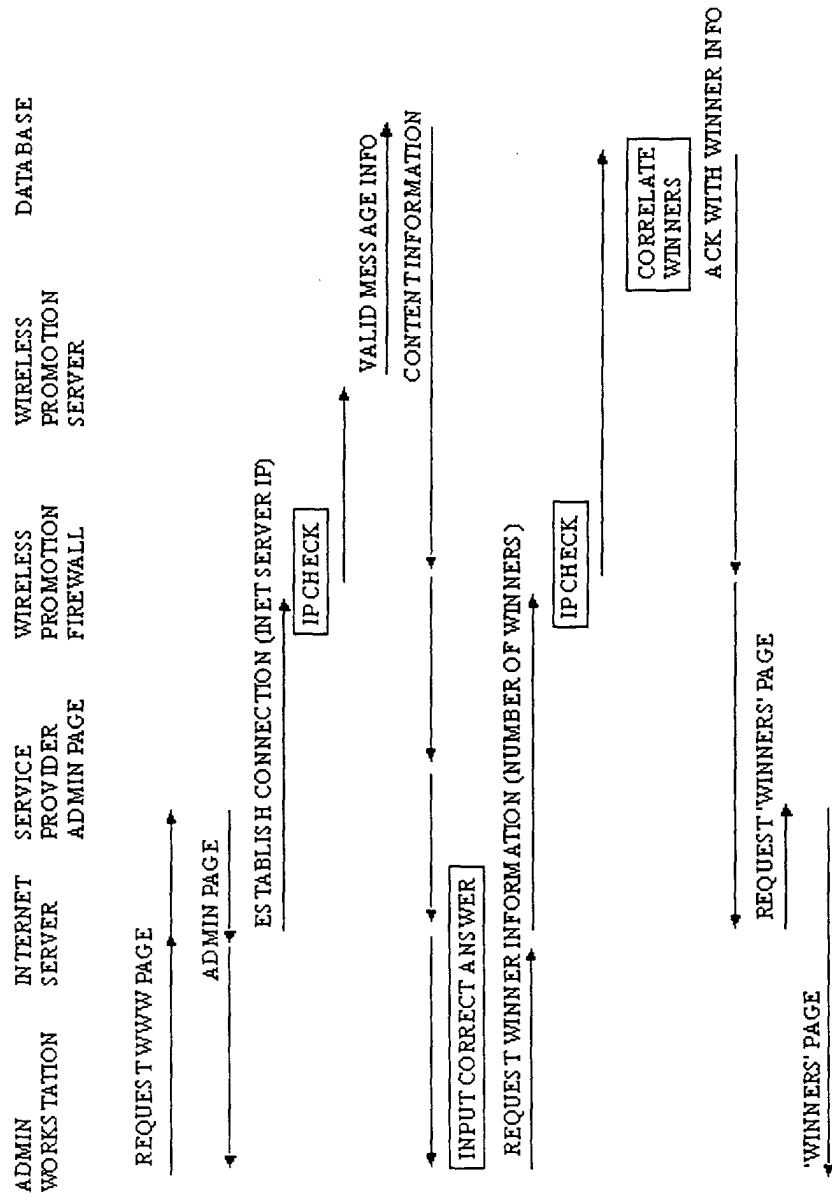 ADMIN
WORKSTATION
INTERNET
SERVER
SERVICE
PROVIDER
ADMIN PAGE
WIRELESS
PROMOTION
FIREWALL
WIRELESS
PROMOTION
SERVER
DATABASE
REQUEST WWW PAGE
ADMIN PAGE
ESTABLISH CONNECTION (INET SERVER IP)
IP CHECK
VALID MESSAGE INFO
CONTENT INFORMATION
INPUT CORRECT ANSWER
REQUEST WINNER INFORMATION (NUMBER OF WINNERS)
IP CHECK
CORRELATE
WINNERS
ACK WITH WINNER INFO
REQUEST 'WINNERS' PAGE
'WINNERS' PAGE